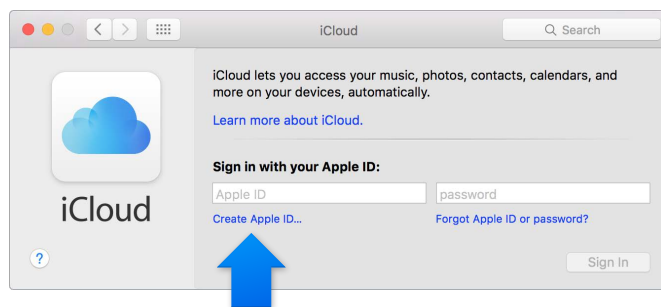 iCloud
Search
iCloud lets you access your music, photos, contacts, calendars, and
more on your devices, automatically.
Learn more about iCloud.
Sign in with your Apple ID:
Apple ID
password
iCloud
Create Apple ID...
Forgot Apple ID or password?
?
Sign In